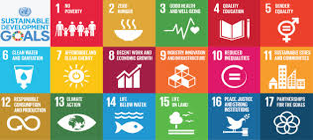 SUSTAINABLE
DEVELOPMENT
GOALS
1 NO
POVERTY
2 ZERO
HUNGER
3 GOOD HEALTH
AND WELL-BEING
4 QUALITY
EDUCATION
5 GENDER
EQUALITY
6 CLEAN WATER
AND SANITATION
7 AFFORDABLE AND
CLEAN ENERGY
8 DECENT WORK AND
ECONOMIC GROWTH
9 INDUSTRY, INNOVATION
AND INFRASTRUCTURE
10 REDUCED
INEQUALITIES
11 SUSTAINABLE CITIES
AND COMMUNITIES
12 RESPONSIBLE
CONSUMPTION
AND PRODUCTION
13 CLIMATE
ACTION
14 LIFE
BELOW WATER
15 LIFE
ON LAND
16 PEACE, JUSTICE
AND STRONG
INSTITUTIONS
17 PARTNERSHIPS
FOR THE GOALS